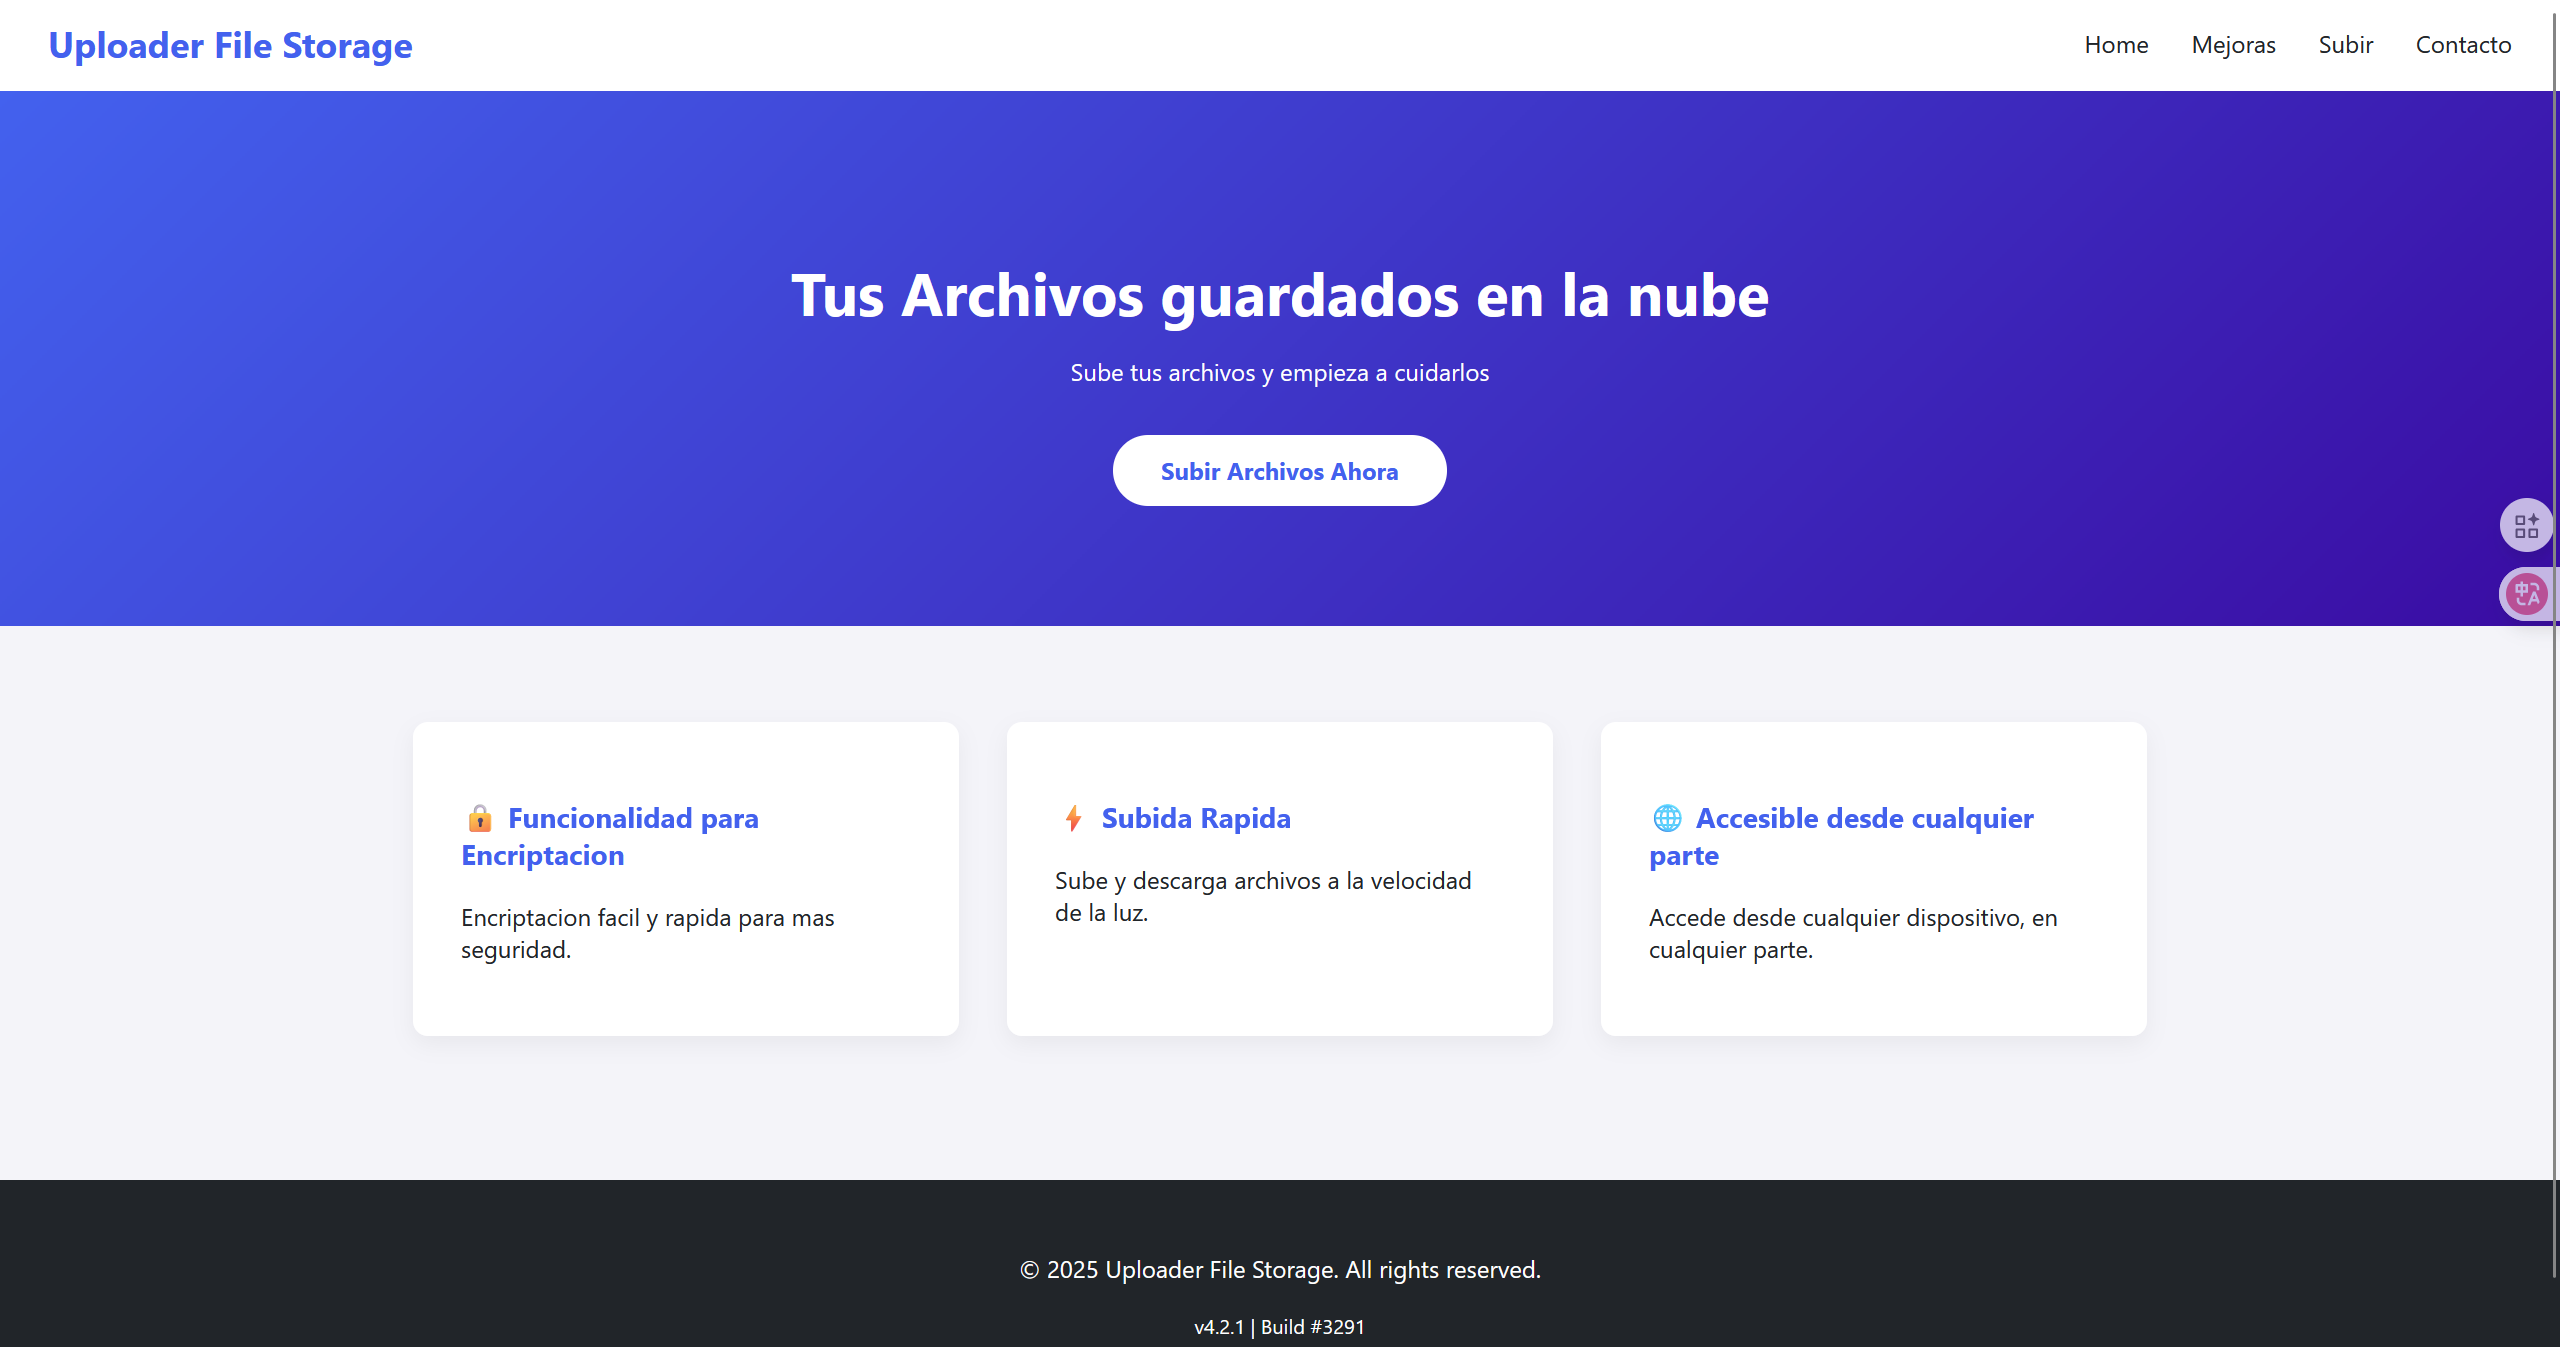 Uploader File Storage
Home Mejoras Subir Contacto
Tus Archivos guardados en la nube
Sube tus archivos y empieza a cuidarlos
Subir Archivos Ahora
🔒 Funcionalidad para
Encriptacion
Encriptacion facil y rapida para mas
seguridad.
⚡ Subida Rapida
Sube y descarga archivos a la velocidad
de la luz.
🌐 Accesible desde cualquier
parte
Accede desde cualquier dispositivo, en
cualquier parte.
© 2025 Uploader File Storage. All rights reserved.
v4.2.1 | Build #3291